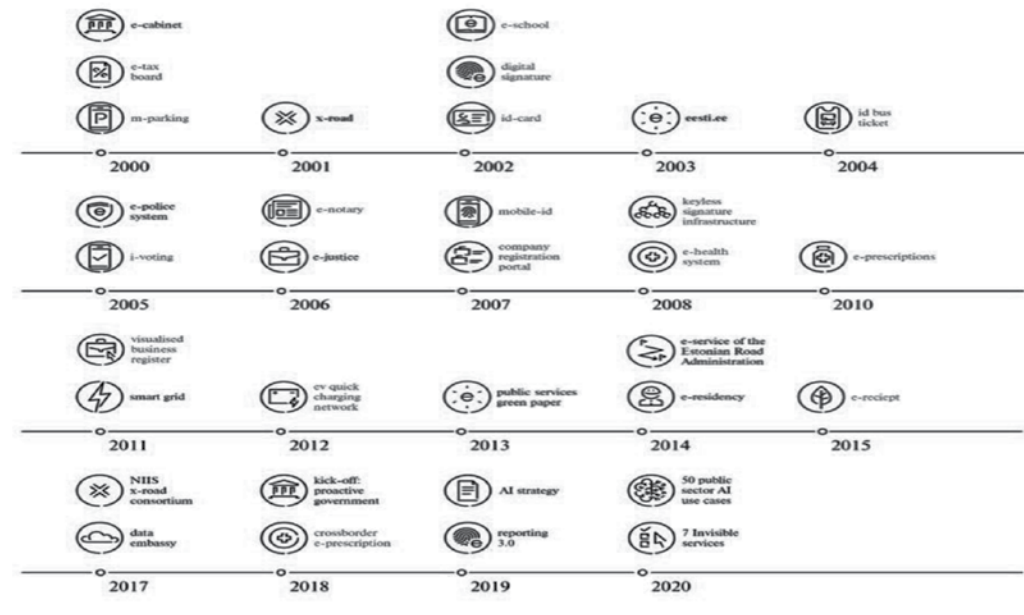 e-cabinet
e-school
e-tax
board
digital
signature
m-parking
x-road
id-card
eesti.ee
id bus
ticket
2000
2001
2002
2003
2004
e-police
system
e-notary
mobile-id
keyless
signature
infrastructure
i-voting
e-justice
company
registration
portal
e-health
system
e-prescriptions
2005
2006
2007
2008
2010
visualised
business
register
e-service of the
Estonian Road
Administration
smart grid
ev quick
charging
network
public services
green paper
e-residency
e-reciept
2011
2012
2013
2014
2015
NIIS
x-road
consortium
kick-off:
proactive
government
AI strategy
50 public
sector AI
use cases
data
embassy
crossborder
e-prescription
reporting
3.0
7 Invisible
services
2017
2018
2019
2020